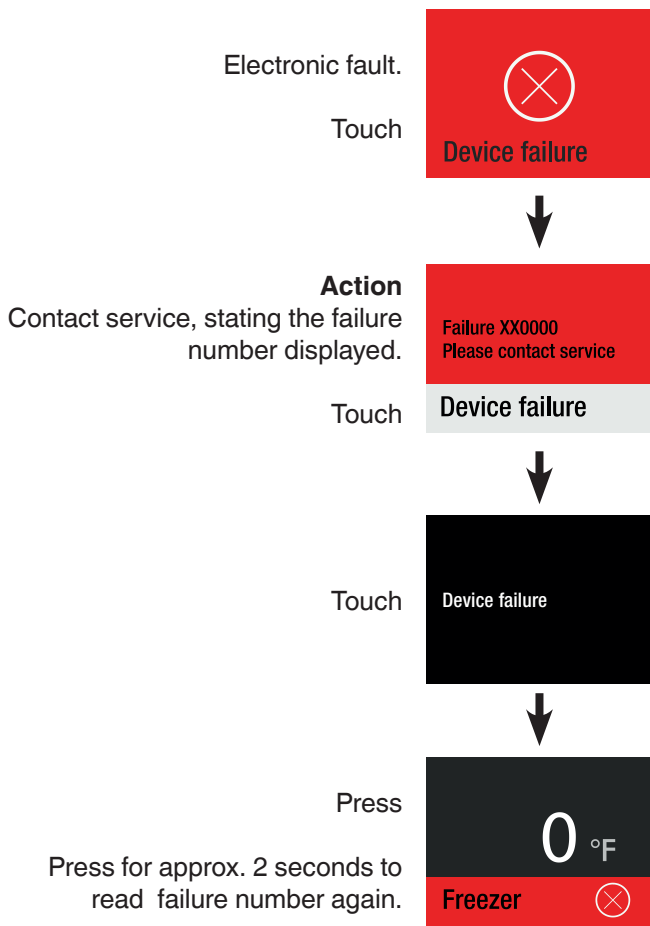 Electronic fault.
Touch
Device failure
Action
Contact service, stating the failure
number displayed.
Touch
Failure XX0000
Please contact service
Device failure
Touch
Device failure
Press
Press for approx. 2 seconds to
read failure number again.
0 °F
Freezer